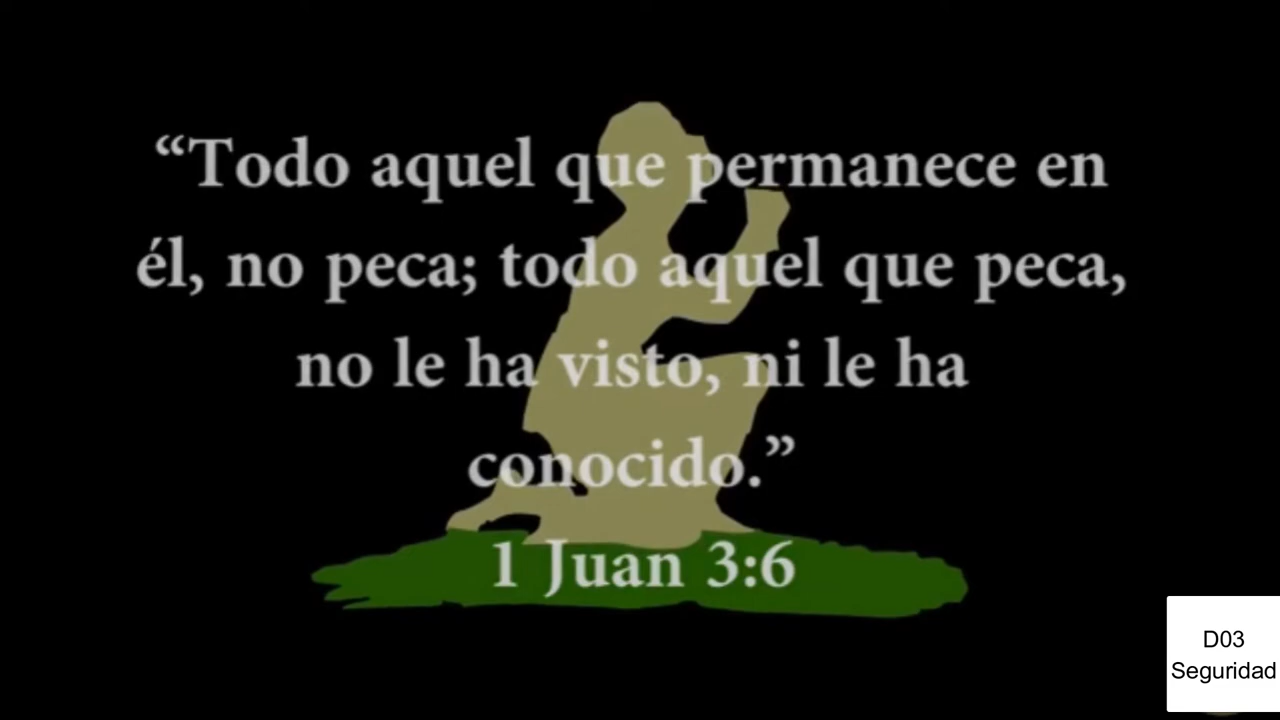 “Todo aquel que permanece en
él, no peca; todo aquel que peca,
no le ha visto, ni le ha
conocido.”
1 Juan 3:6
D03
Seguridad